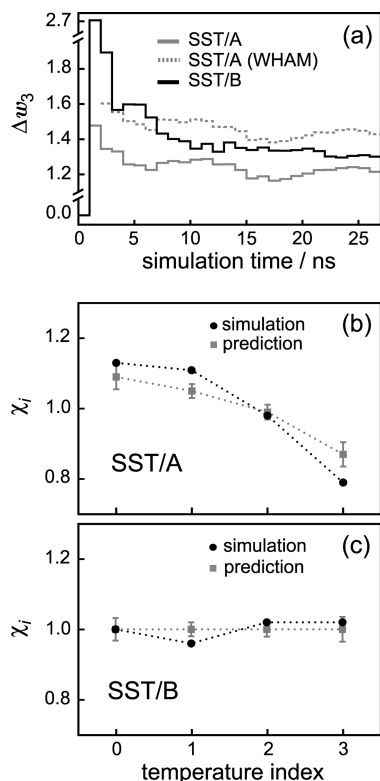 2.7
(a)
SST/A
SST/A (WHAM)
SST/B
1.8
1.6
Δw₃
1.4
1.2
0.0
0 5 10 15 20 25
simulation time / ns
(b)
simulation
prediction
1.2
χᵢ
1.0
0.8
SST/A
(c)
simulation
prediction
1.2
χᵢ
1.0
0.8
SST/B
0 1 2 3
temperature index